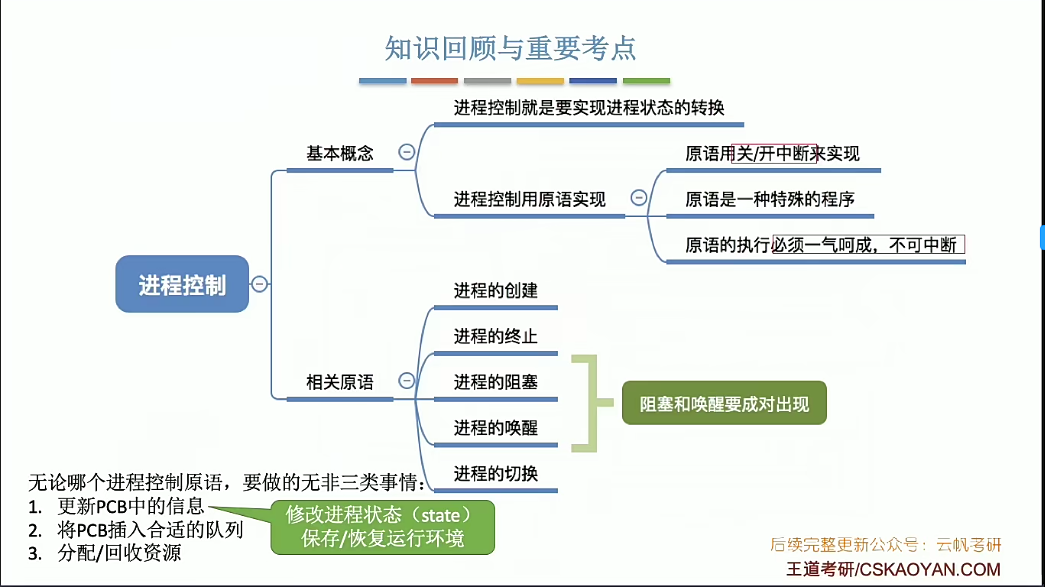 知识回顾与重要考点
进程控制就是要实现进程状态的转换
基本概念
原语用关/开中断来实现
进程控制用原语实现
原语是一种特殊的程序
原语的执行必须一气呵成，不可中断
进程控制
进程的创建
进程的终止
相关原语
进程的阻塞
阻塞和唤醒要成对出现
进程的唤醒
进程的切换
无论哪个进程控制原语，要做的无非三类事情：
1. 更新PCB中的信息
2. 将PCB插入合适的队列
3. 分配/回收资源
修改进程状态（state）
保存/恢复运行环境
后续完整更新公众号：云帆考研
王道考研/CSKAOYAN.COM